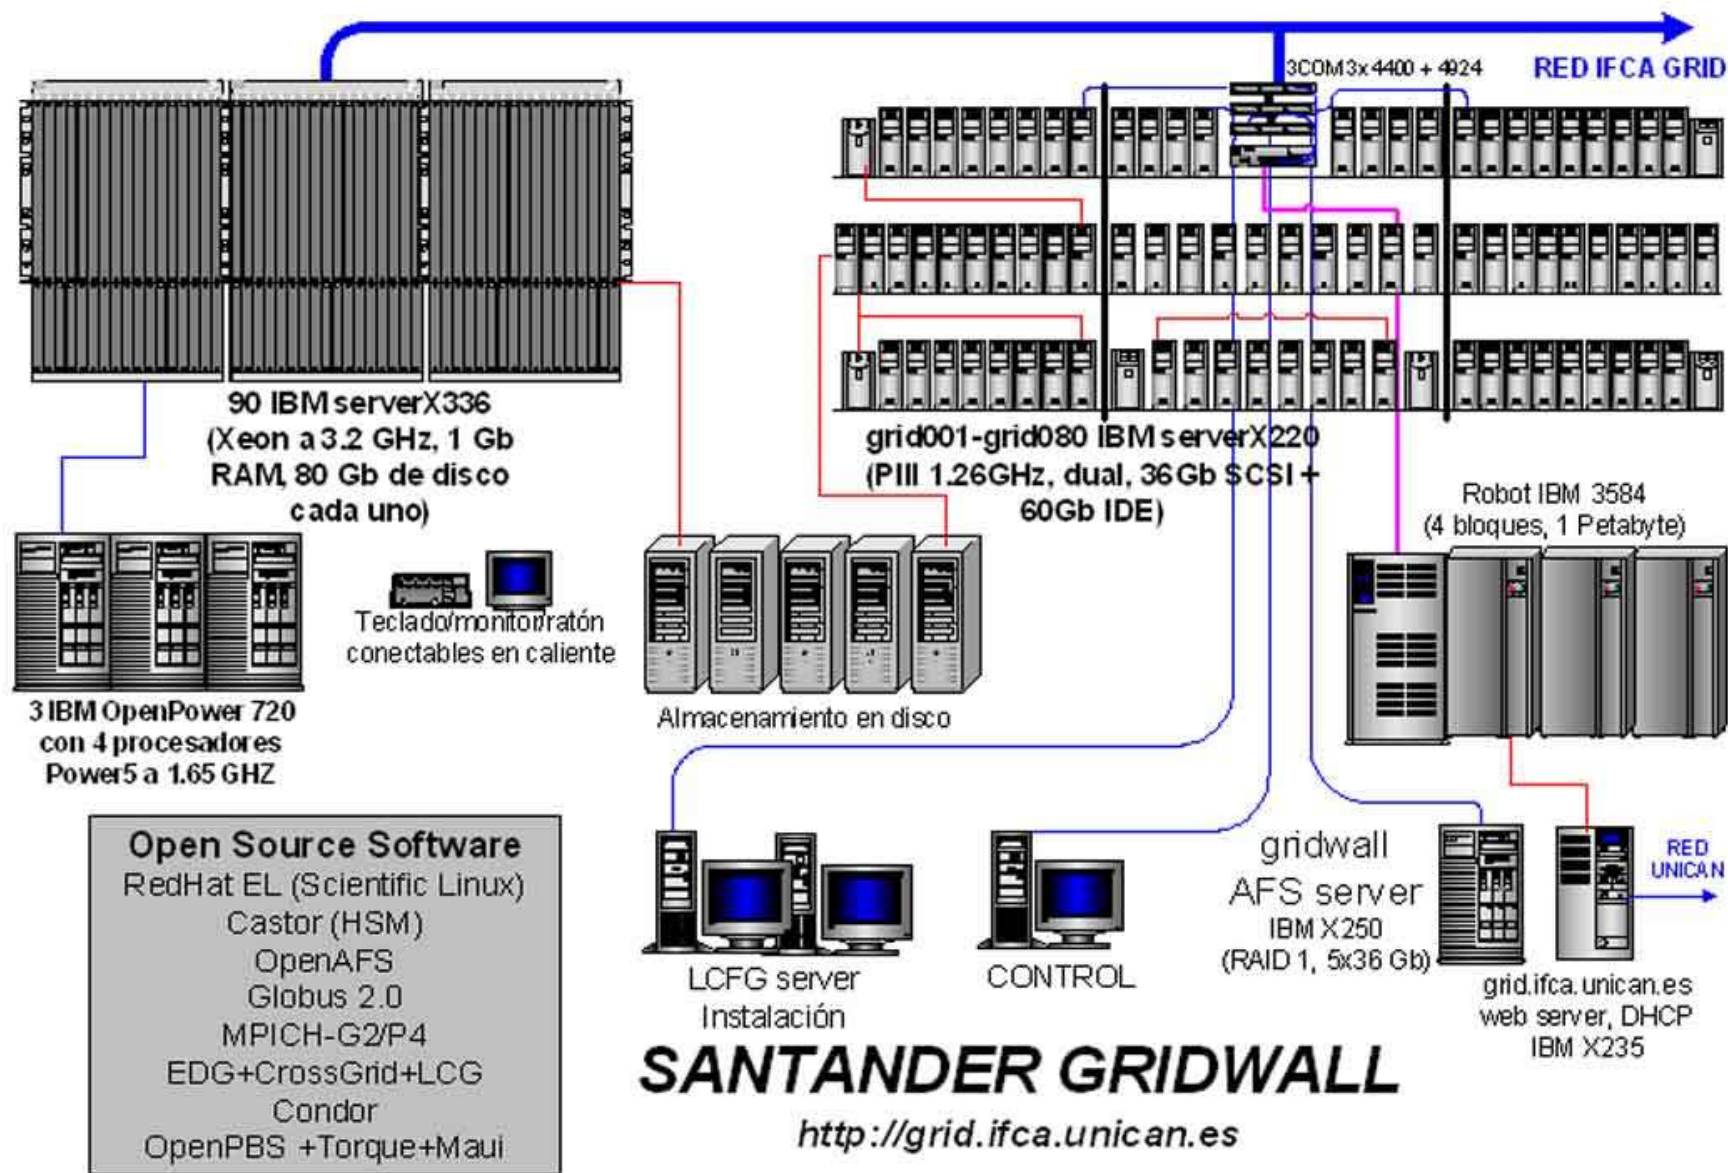 3COM 3x 4400 + 4924
RED IFCA GRID
90 IBM serverX336
(Xeon a 3.2 GHz, 1 Gb
RAM, 80 Gb de disco
cada uno)
grid001-grid080 IBM serverX220
(PIII 1.26GHz, dual, 36Gb SCSI +
60Gb IDE)
Robot IBM 3584
(4 bloques, 1 Petabyte)
Teclado/monitor/ratón
conectables en caliente
3 IBM OpenPower 720
con 4 procesadores
Power5 a 1.65 GHZ
Almacenamiento en disco
Open Source Software
RedHat EL (Scientific Linux)
Castor (HSM)
OpenAFS
Globus 2.0
MPICH-G2/P4
EDG+CrossGrid+LCG
Condor
OpenPBS +Torque+Maui
LCFG server
Instalación
CONTROL
gridwall
AFS server
IBM X250
(RAID 1, 5x36 Gb)
RED
UNICAN
grid.ifca.unican.es
web server, DHCP
IBM X235
SANTANDER GRIDWALL
http://grid.ifca.unican.es